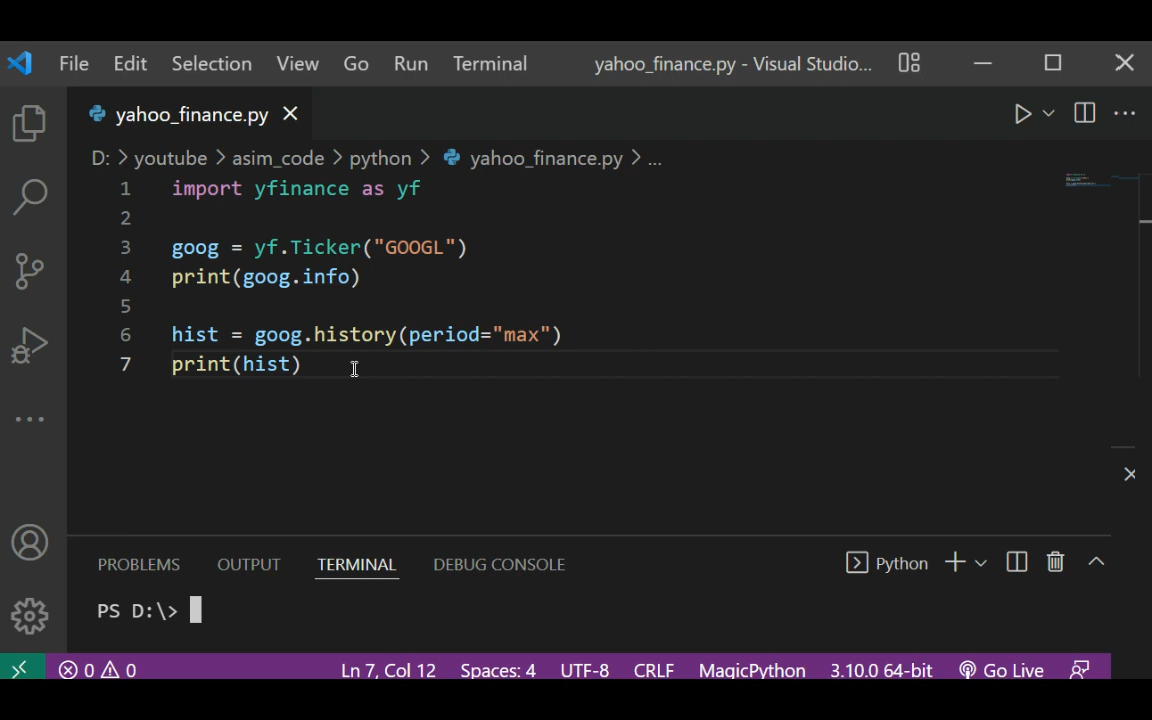 File Edit Selection View Go Run Terminal yahoo_finance.py - Visual Studio...
yahoo_finance.py
D: > youtube > asim_code > python > yahoo_finance.py > ...
1 import yfinance as yf
2
3 goog = yf.Ticker("GOOGL")
4 print(goog.info)
5
6 hist = goog.history(period="max")
7 print(hist)
PROBLEMS OUTPUT TERMINAL DEBUG CONSOLE Python
PS D:\>
0 0 Ln 7, Col 12 Spaces: 4 UTF-8 CRLF MagicPython 3.10.0 64-bit Go Live